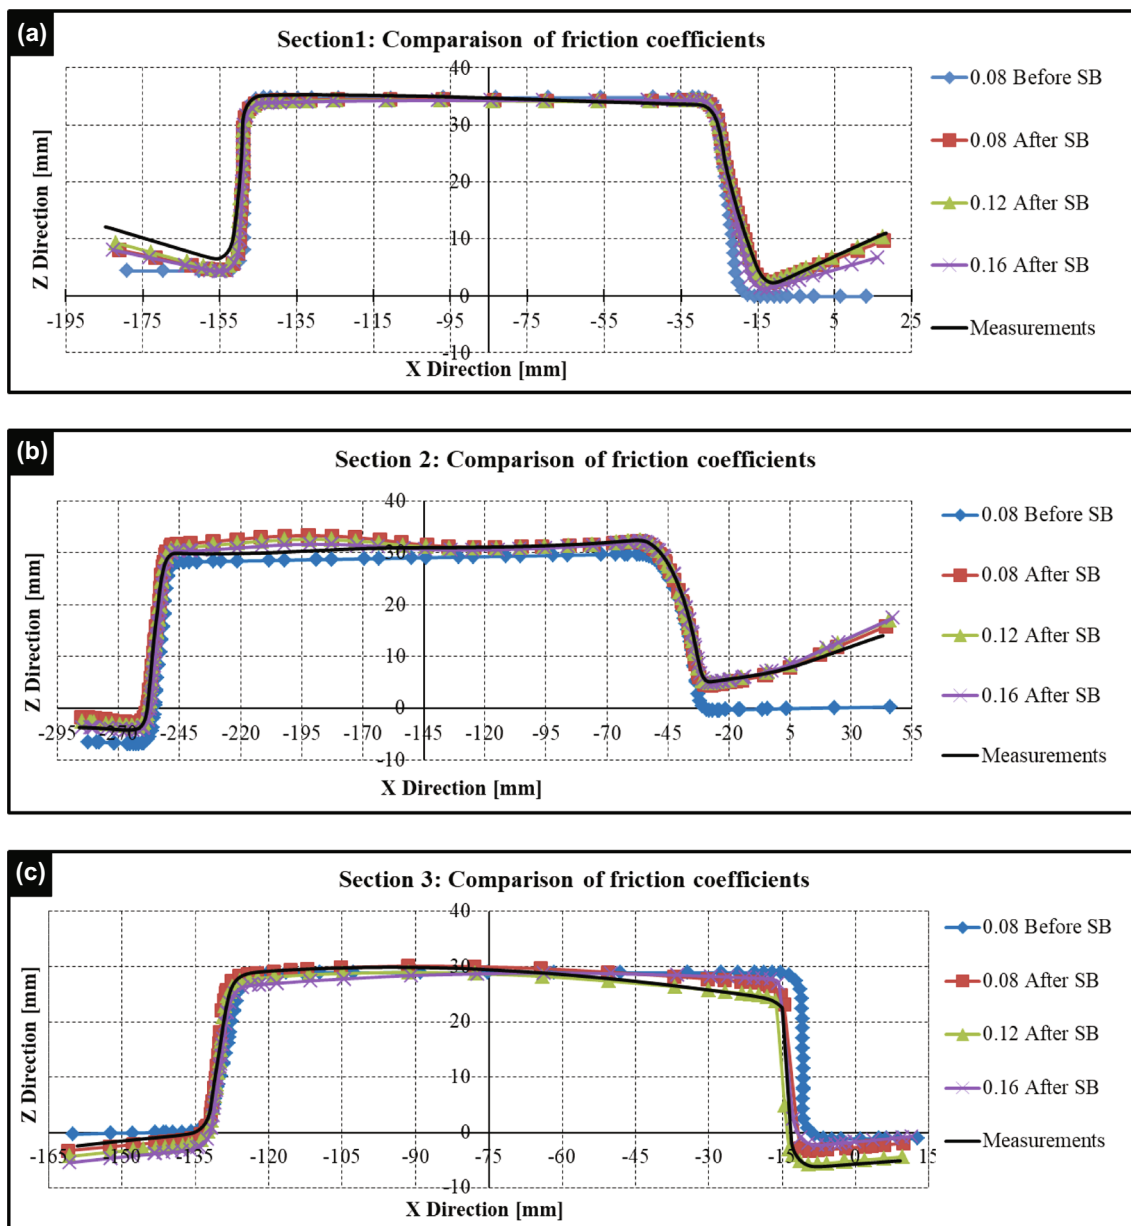 (a)
Section1: Comparaison of friction coefficients
Z Direction [mm]
40
30
20
10
0
-10
-195 -175 -155 -135 -115 -95 -75 -55 -35 -15 5 25
X Direction [mm]
0.08 Before SB
0.08 After SB
0.12 After SB
0.16 After SB
Measurements
(b)
Section 2: Comparison of friction coefficients
Z Direction [mm]
40
30
20
10
0
-10
-295 -270 -245 -220 -195 -170 -145 -120 -95 -70 -45 -20 5 30 55
X Direction [mm]
0.08 Before SB
0.08 After SB
0.12 After SB
0.16 After SB
Measurements
(c)
Section 3: Comparison of friction coefficients
Z Direction [mm]
40
30
20
10
0
-10
-165 -150 -135 -120 -105 -90 -75 -60 -45 -30 -15 0 15
X Direction [mm]
0.08 Before SB
0.08 After SB
0.12 After SB
0.16 After SB
Measurements